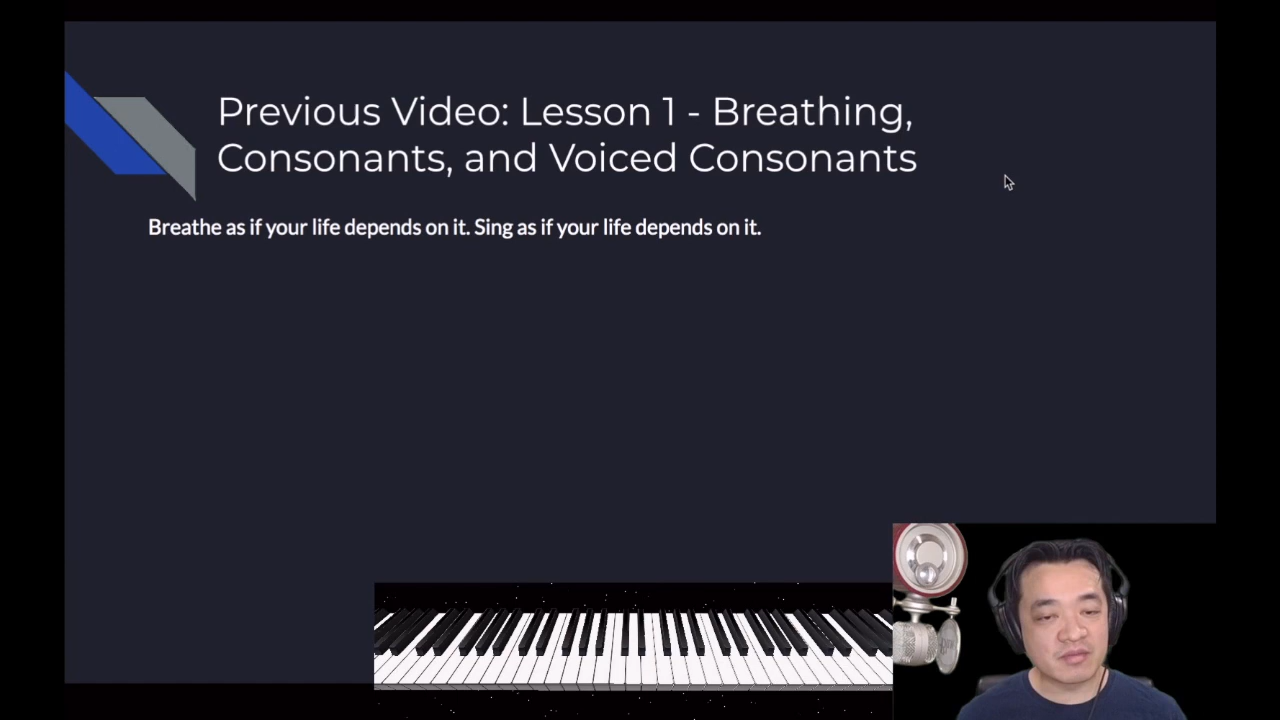 Previous Video: Lesson 1 - Breathing,
Consonants, and Voiced Consonants
Breathe as if your life depends on it. Sing as if your life depends on it.